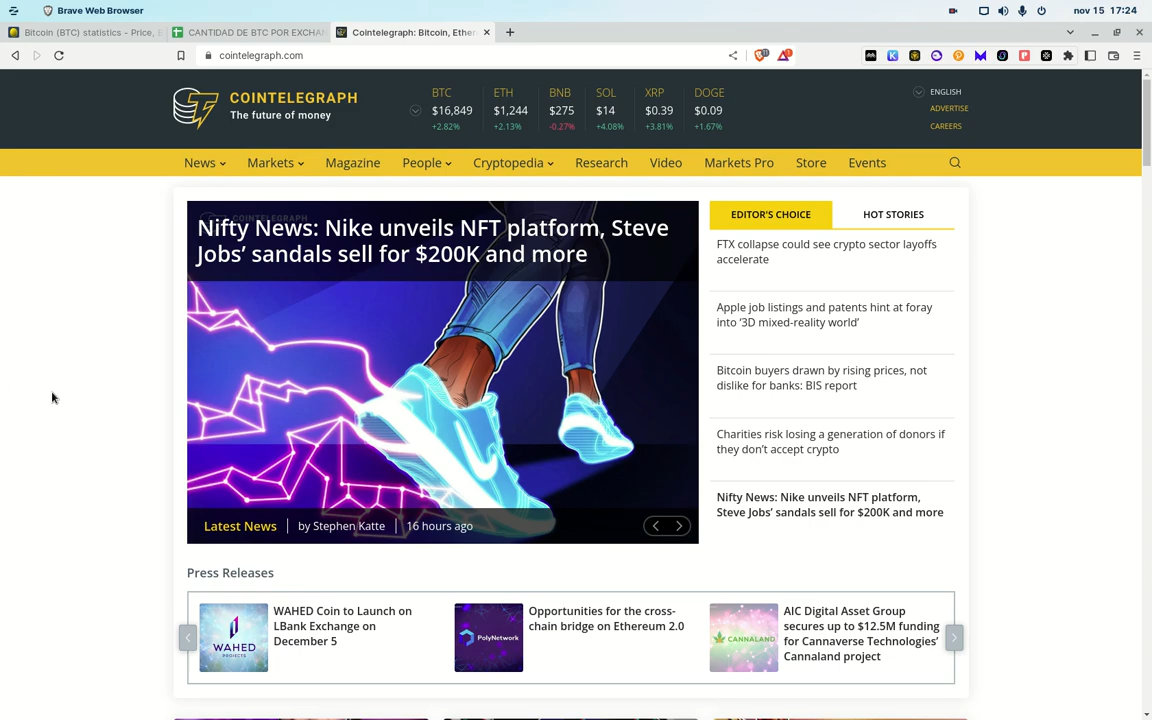 Brave Web Browser
nov 15 17:24
Bitcoin (BTC) statistics - Price, B
CANTIDAD DE BTC POR EXCHAN
Cointelegraph: Bitcoin, Ether
cointelegraph.com
COINTELEGRAPH
The future of money
BTC ETH BNB SOL XRP DOGE
$16,849 $1,244 $275 $14 $0.39 $0.09
+2.82% +2.13% -0.27% +4.08% +3.81% +1.67%
ENGLISH
ADVERTISE
CAREERS
News Markets Magazine People Cryptopedia Research Video Markets Pro Store Events
COINTELEGRAPH
Nifty News: Nike unveils NFT platform, Steve
Jobs’ sandals sell for $200K and more
Latest News by Stephen Katte 16 hours ago
EDITOR'S CHOICE HOT STORIES
FTX collapse could see crypto sector layoffs
accelerate
Apple job listings and patents hint at foray
into ‘3D mixed-reality world’
Bitcoin buyers drawn by rising prices, not
dislike for banks: BIS report
Charities risk losing a generation of donors if
they don’t accept crypto
Nifty News: Nike unveils NFT platform,
Steve Jobs’ sandals sell for $200K and more
Press Releases
WAHED
PROJECTS
WAHED Coin to Launch on
LBank Exchange on
December 5
POLYNETWORK
Opportunities for the cross-
chain bridge on Ethereum 2.0
CANNALAND
AIC Digital Asset Group
secures up to $12.5M funding
for Cannaverse Technologies’
Cannaland project